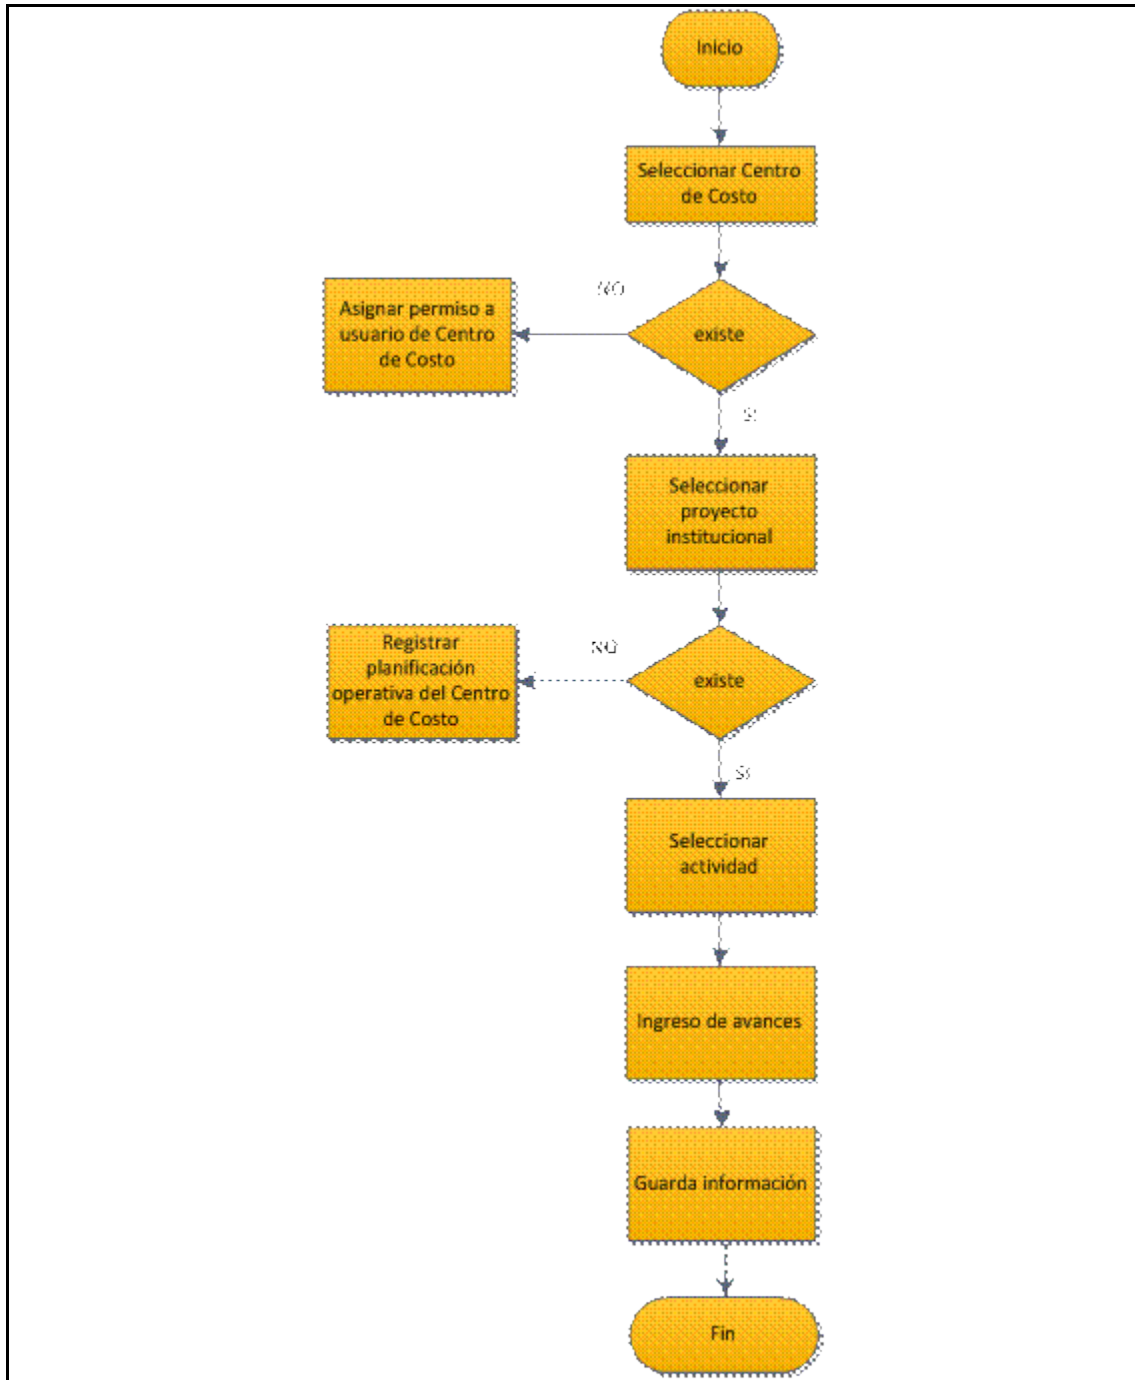 Inicio
Seleccionar Centro
de Costo
NO
Asignar permiso a
usuario de Centro
de Costo
existe
SI
Seleccionar
proyecto
institucional
Registrar
planificación
operativa del Centro
de Costo
NO
existe
SI
Seleccionar
actividad
Ingreso de avances
Guarda información
Fin